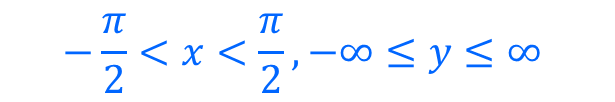 −π/2 < x < π/2, −∞ ≤ y ≤ ∞